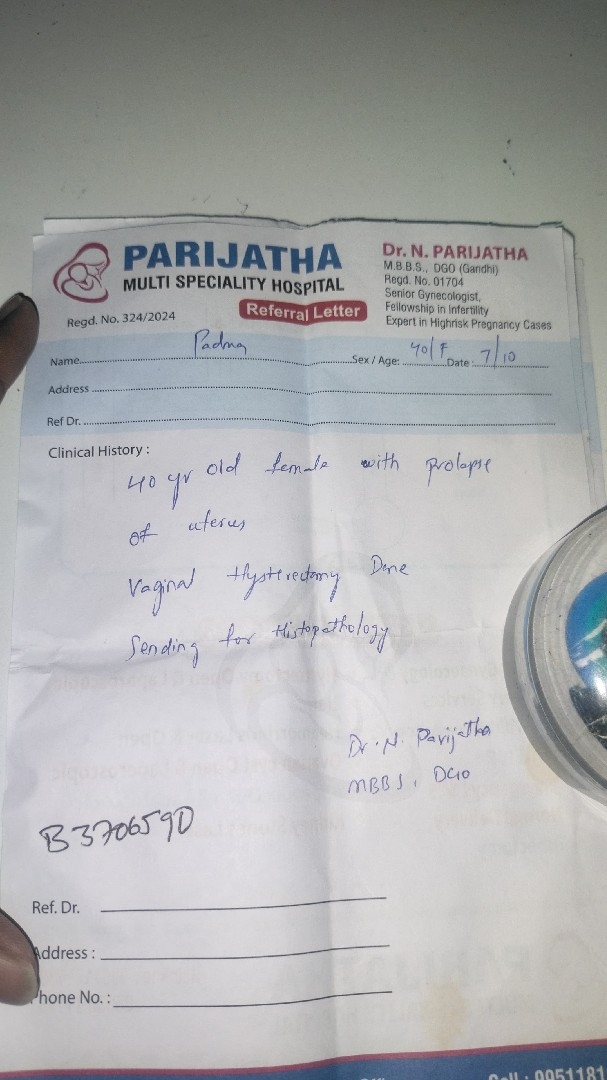 PARIJATHA
MULTI SPECIALITY HOSPITAL
Regd. No. 324/2024
Referral Letter
Dr. N. PARIJATHA
M.B.B.S., DGO (Gandhi)
Regd. No. 01704
Senior Gynecologist,
Fellowship in Infertility
Expert in Highrisk Pregnancy Cases
Name Padma Sex / Age: 40/F Date: 7/10
Address
Ref Dr.
Clinical History :
40 yr old female with prolapse
of uterus
Vaginal Hysterectomy Done
Sending for Histopathology
Dr. N. Parijatha
MBBS, DGO
B3706590
Ref. Dr.
Address :
Phone No. :
Cell : 9951181